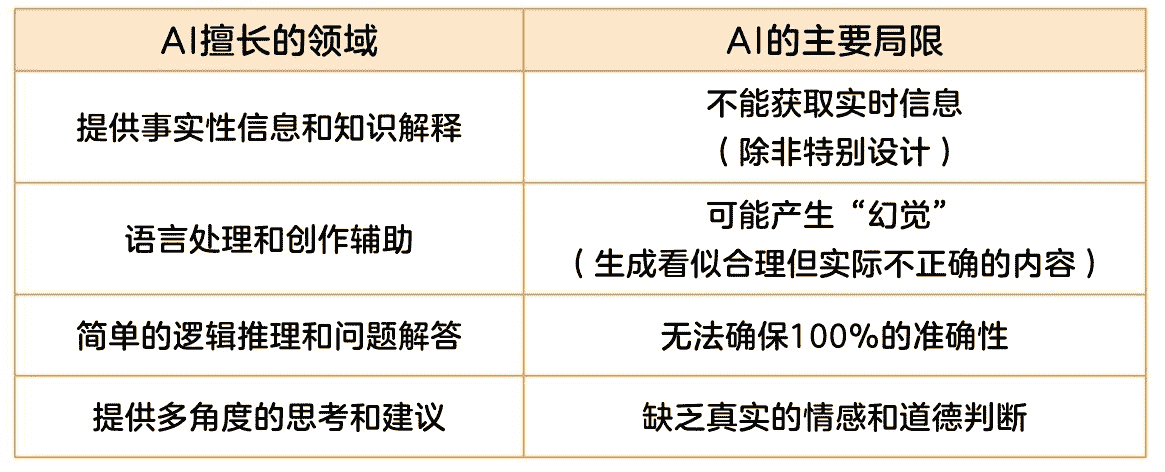 AI擅长的领域
AI的主要局限
提供事实性信息和知识解释
不能获取实时信息
（除非特别设计）
语言处理和创作辅助
可能产生“幻觉”
（生成看似合理但实际不正确的内容）
简单的逻辑推理和问题解答
无法确保100%的准确性
提供多角度的思考和建议
缺乏真实的情感和道德判断